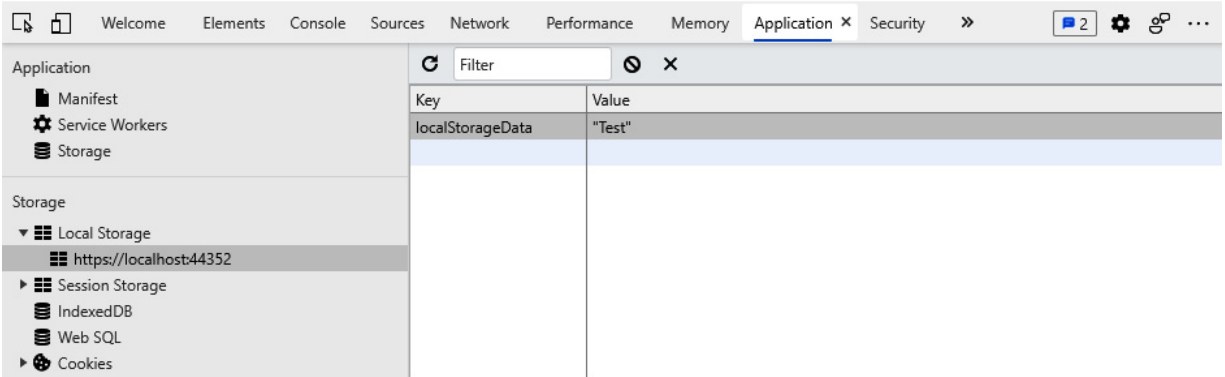 Welcome Elements Console Sources Network Performance Memory Application × Security » 2
Application
Manifest
Service Workers
Storage
Storage
Local Storage
https://localhost:44352
Session Storage
IndexedDB
Web SQL
Cookies
Filter
Key Value
localStorageData "Test"